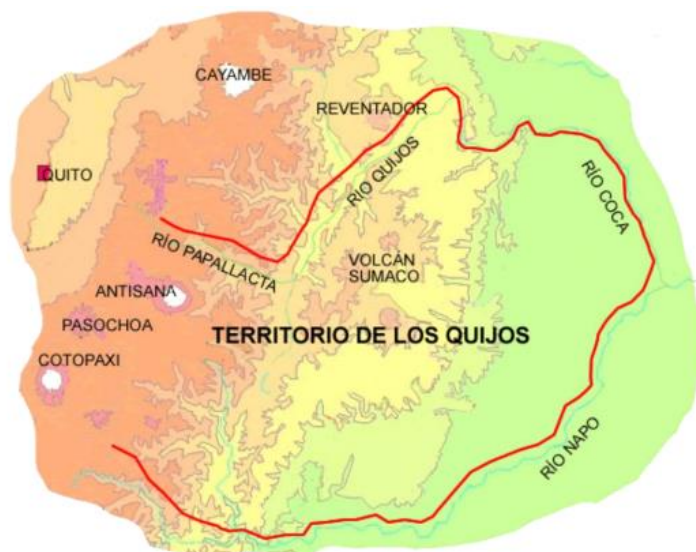 CAYAMBE
REVENTADOR
QUITO
RÍO QUIJOS
RÍO COCA
RÍO PAPALLACTA
VOLCÁN
SUMACO
ANTISANA
PASOCHOA
TERRITORIO DE LOS QUIJOS
COTOPAXI
RÍO NAPO